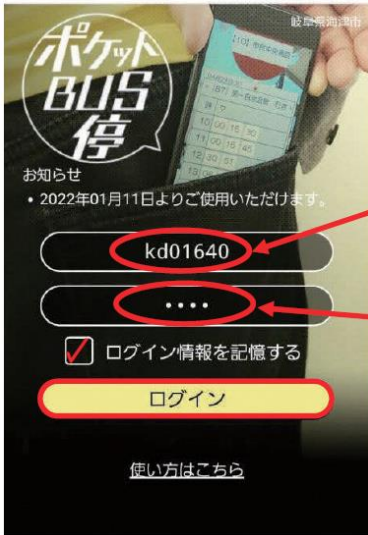 岐阜県海津市
ポケット
BUS
停
お知らせ
• 2022年01月11日よりご使用いただけます。
kd01640
••••
ログイン情報を記憶する
ログイン
使い方はこちら